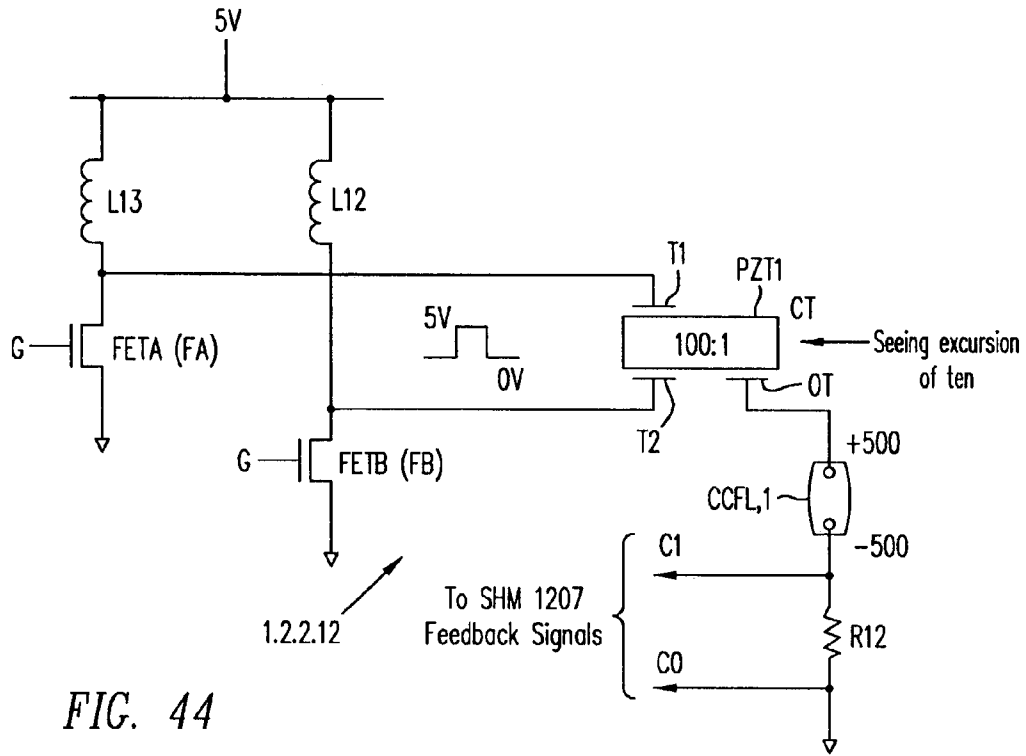 5V
L13
L12
T1
PZT1
CT
5V
0V
100:1
Seeing excursion
of ten
G
FETA (FA)
OT
T2
G
FETB (FB)
+500
CCFL,1
-500
C1
To SHM 1207
Feedback Signals
1.2.2.12
R12
C0
FIG. 44